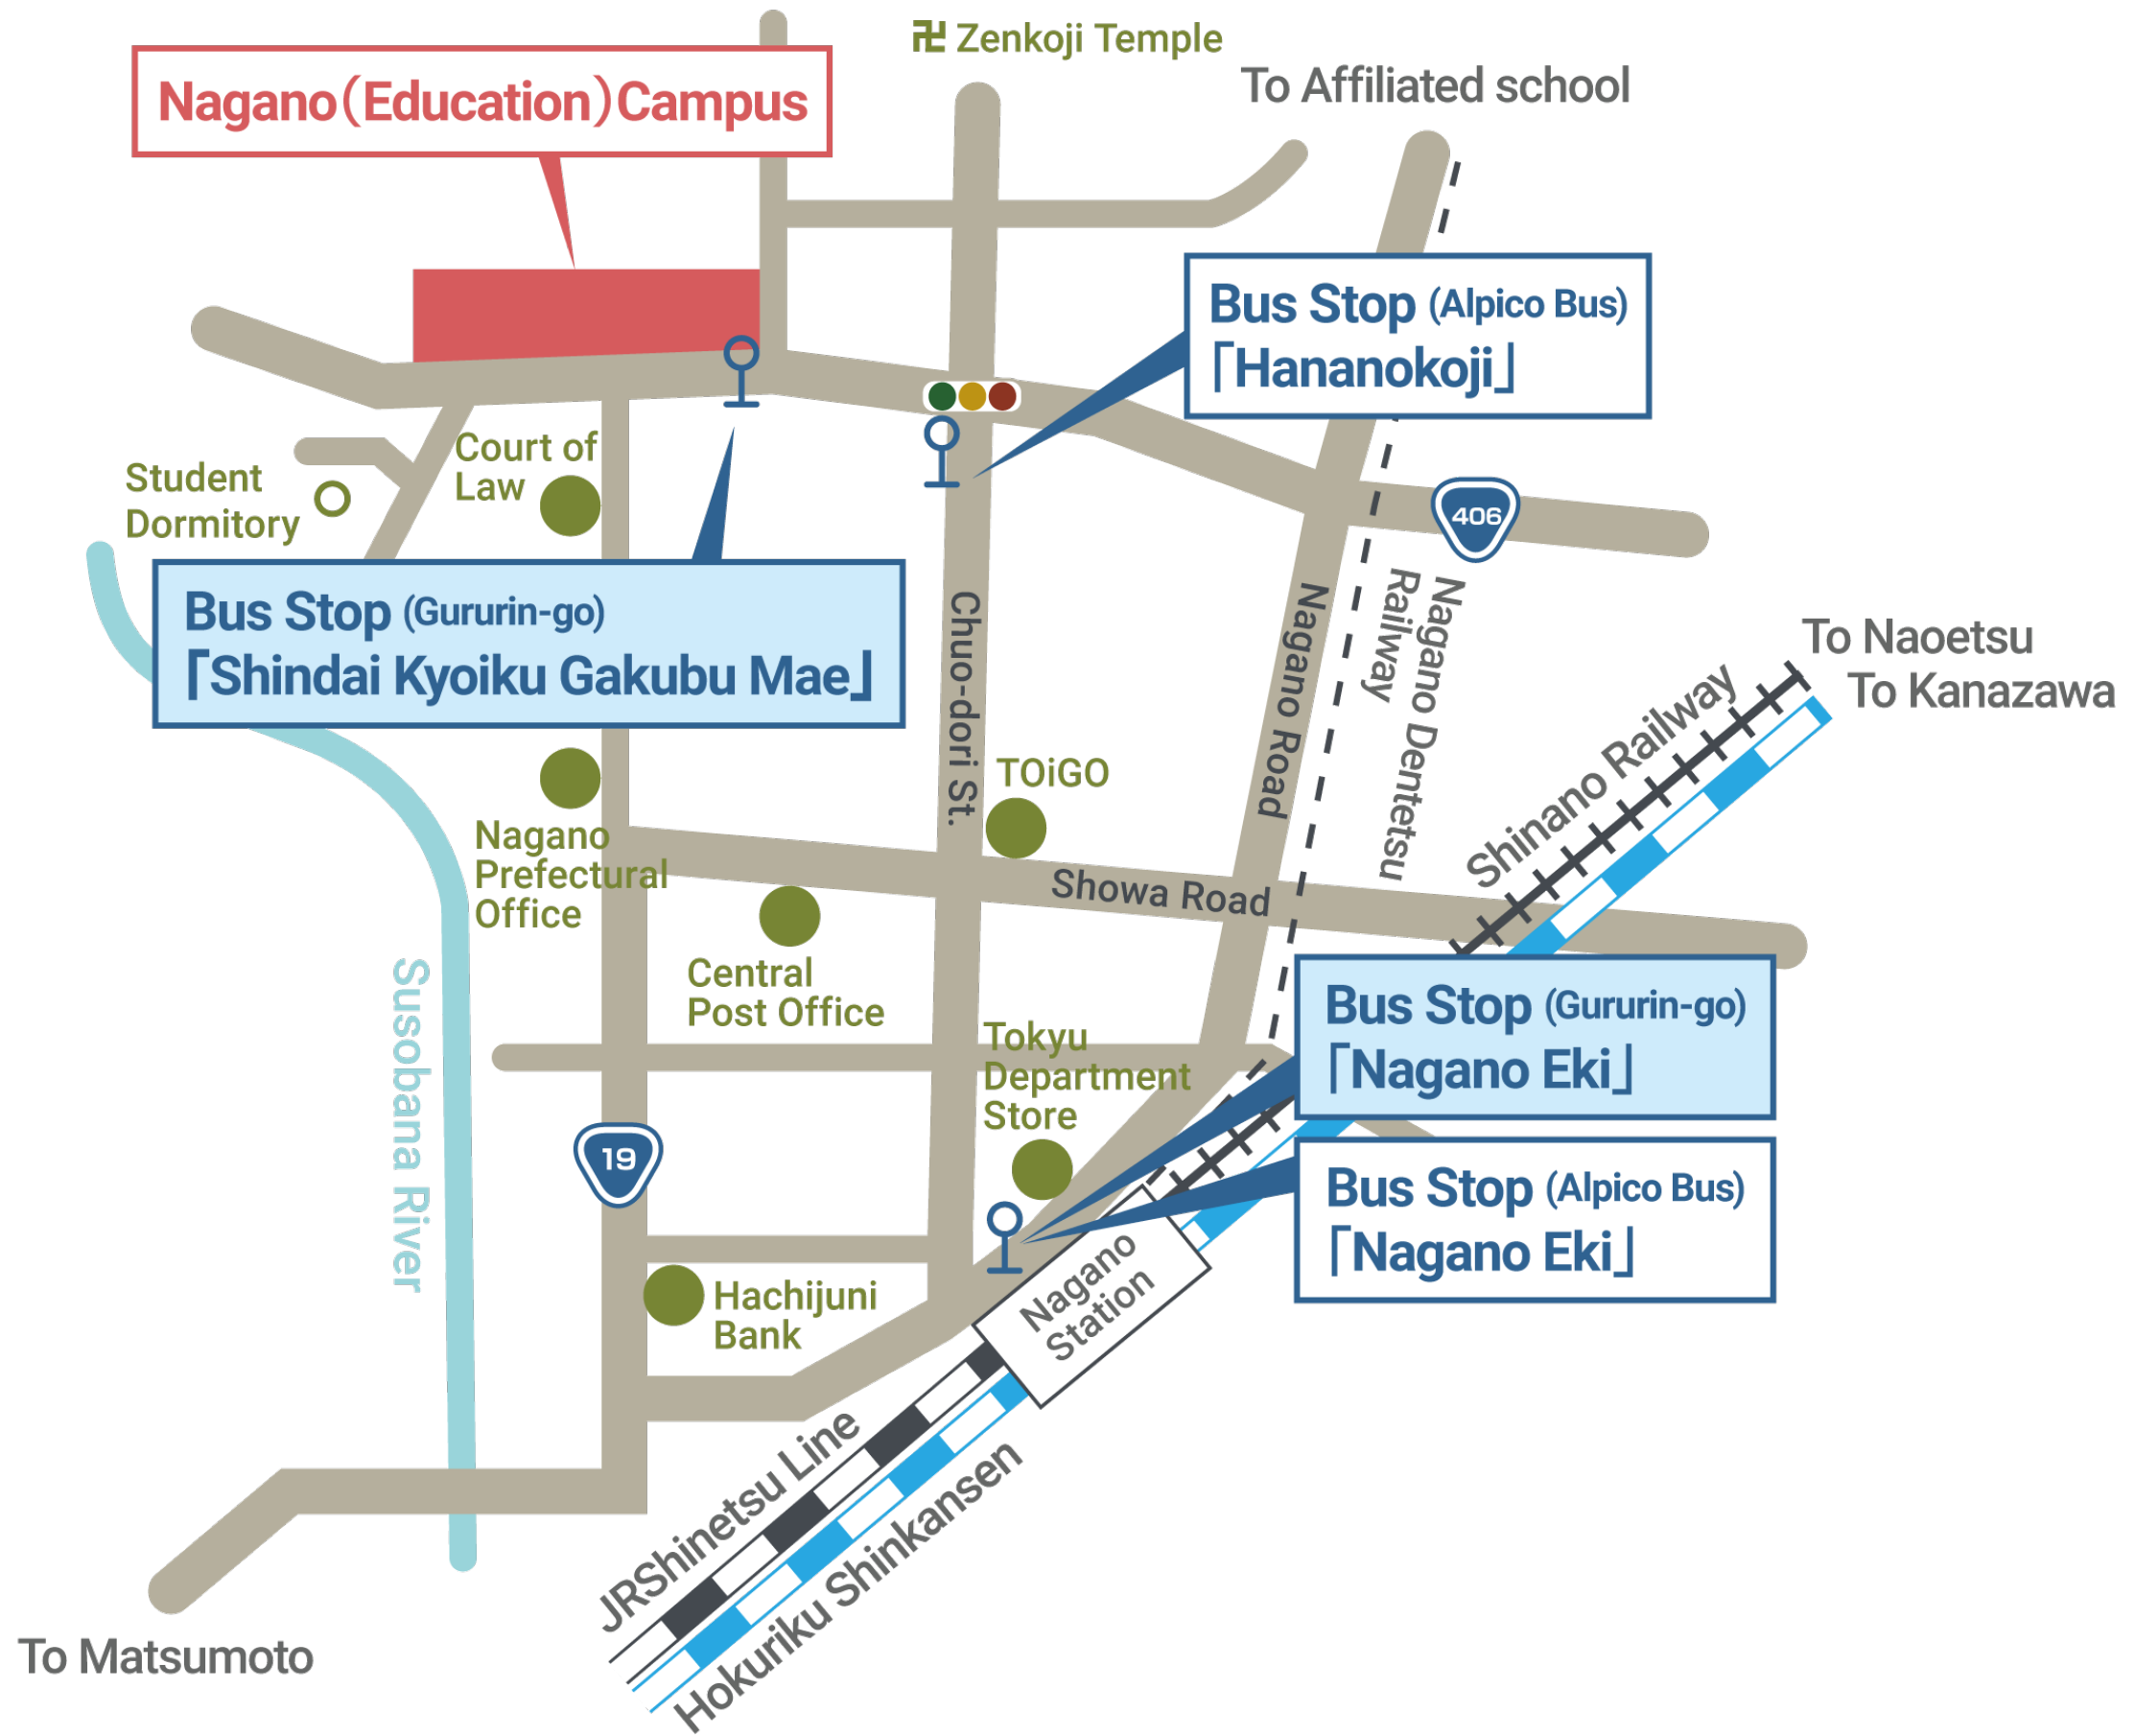 卍 Zenkoji Temple
To Affiliated school
Nagano（Education）Campus
Bus Stop (Alpico Bus)
「Hananokoji」
Court of
Law
Student
Dormitory
406
Bus Stop (Gururin-go)
「Shindai Kyoiku Gakubu Mae」
Chuo-dori St.
Nagano Road
Nagano Dentetsu
Railway
To Naoetsu
To Kanazawa
Shinano Railway
TOiGO
Nagano
Prefectural
Office
Showa Road
Central
Post Office
Susobana River
Tokyu
Department
Store
Bus Stop (Gururin-go)
「Nagano Eki」
19
Bus Stop (Alpico Bus)
「Nagano Eki」
Nagano
Station
Hachijuni
Bank
JRShinetsu Line
Hokuriku Shinkansen
To Matsumoto